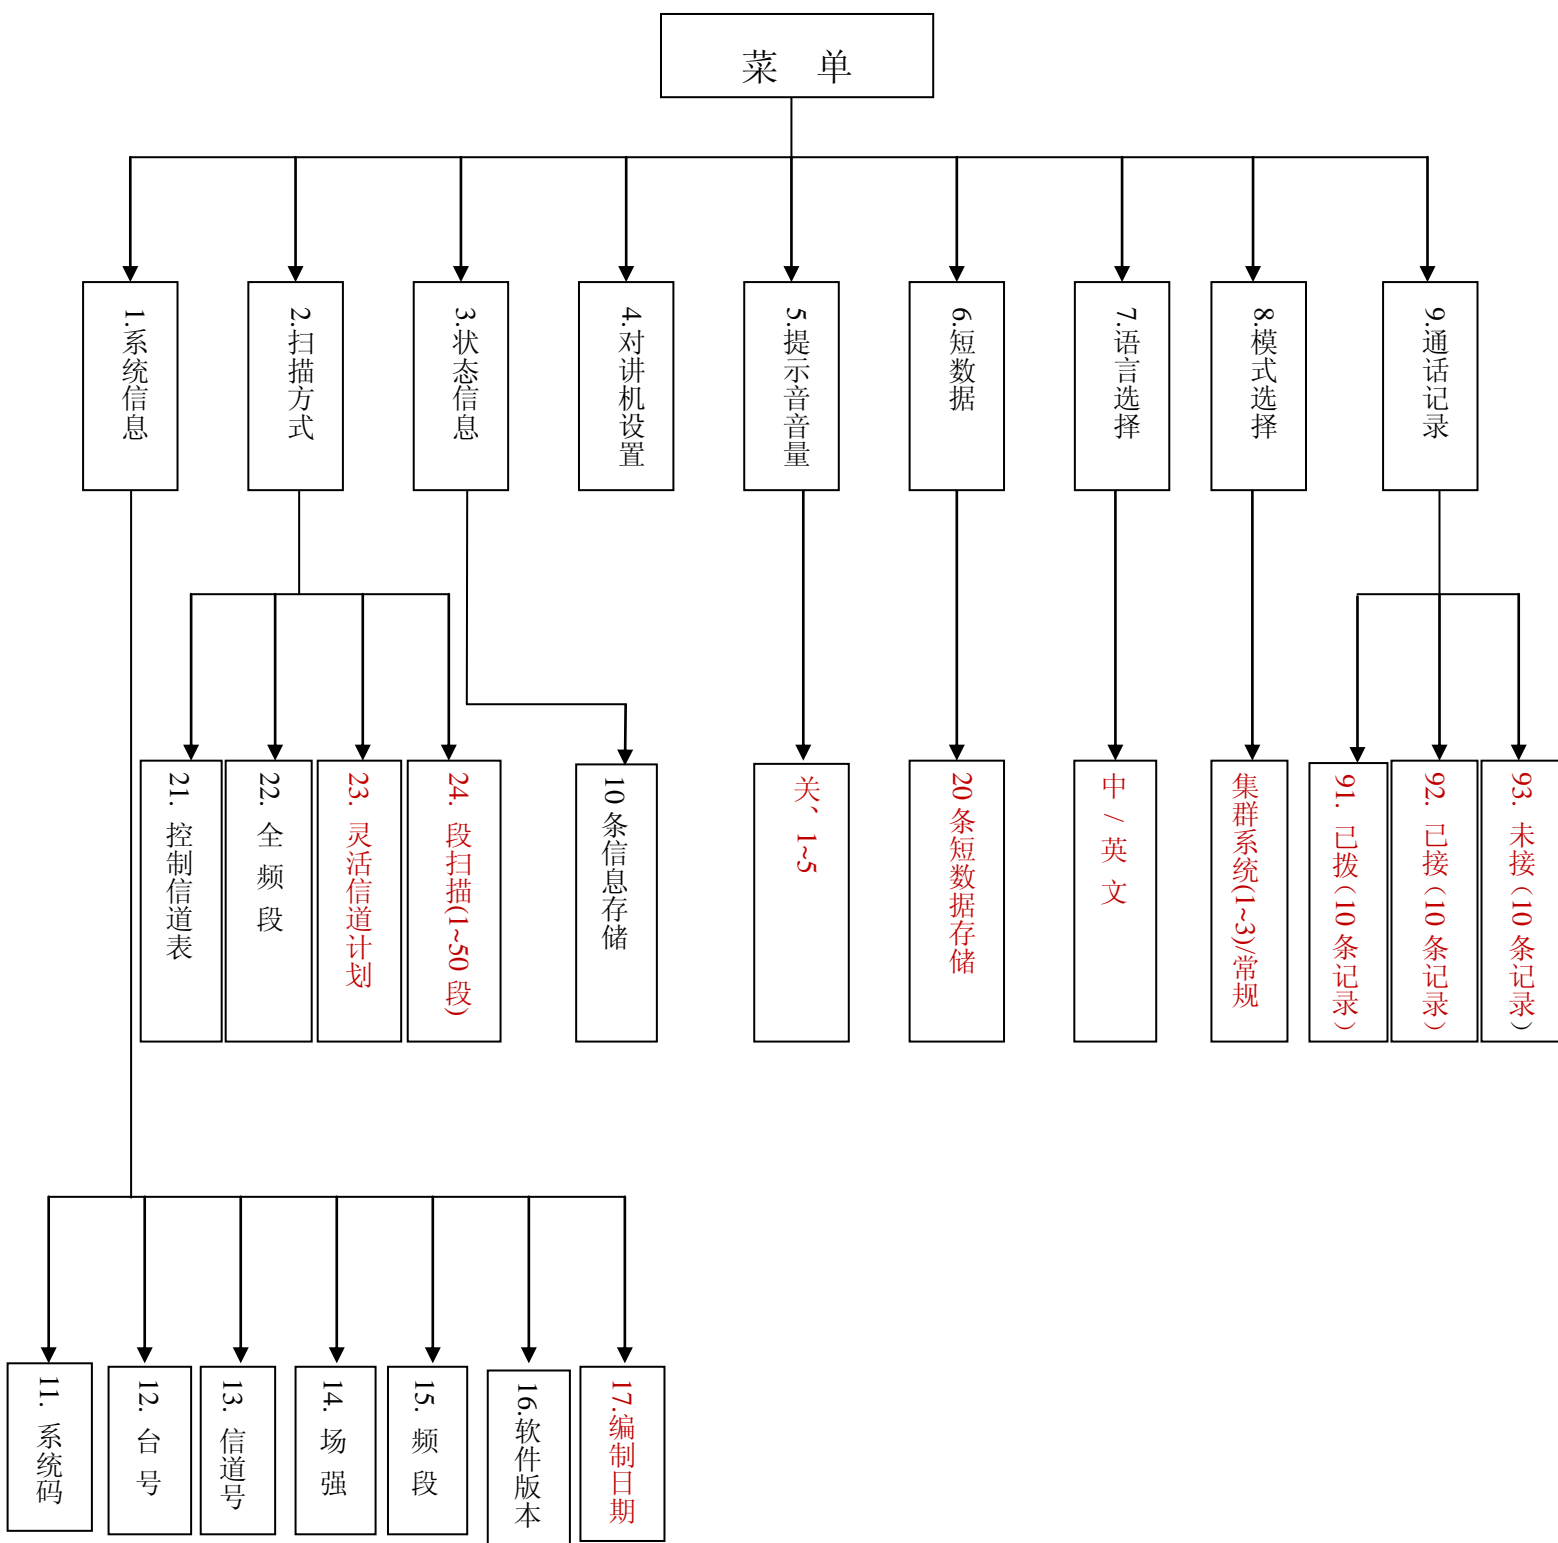 菜 单
1.系统信息
2.扫描方式
3.状态信息
4.对讲机设置
5.提示音音量
6.短数据
7.语言选择
8.模式选择
9.通话记录
21. 控制信道表
22. 全 频 段
23. 灵活信道计划
24. 段扫描(1~50 段)
10 条信息存储
关、1~5
20 条短数据存储
中 / 英 文
集群系统(1~3)/常规
91. 已拨（10 条记录）
92. 已接（10 条记录）
93. 未接（10 条记录）
11. 系统码
12. 台 号
13. 信道号
14. 场 强
15. 频 段
16.软件版本
17.编制日期